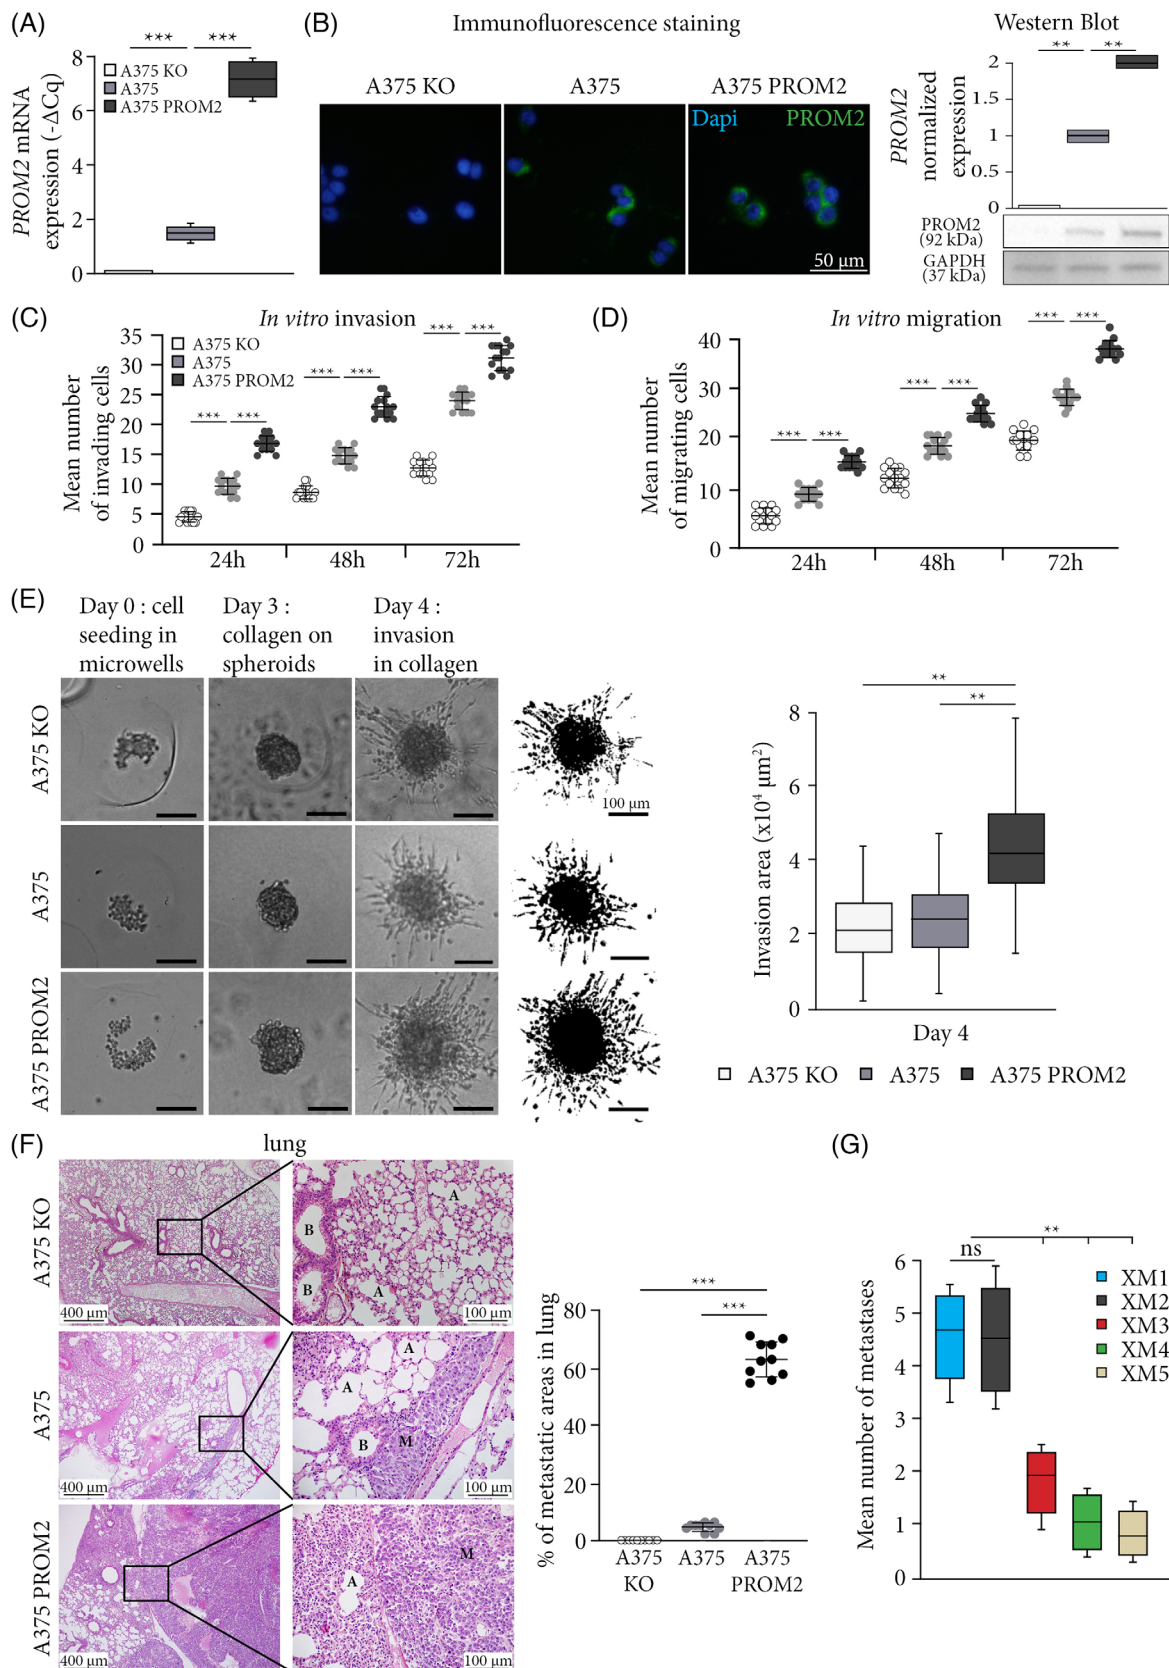 (A)
***
***
8
6
4
2
0
PROM2 mRNA
expression (-ΔCq)
A375 KO
A375
A375 PROM2
(B)
Immunofluorescence staining
A375 KO
A375
A375 PROM2
Dapi
PROM2
50 µm
Western Blot
**
**
2
1
0.5
0
PROM2
normalized
expression
PROM2
(92 kDa)
GAPDH
(37 kDa)
(C)
In vitro invasion
A375 KO
A375
A375 PROM2
***
***
***
***
***
***
35
30
25
20
15
10
5
0
Mean number
of invading cells
24h
48h
72h
(D)
In vitro migration
***
***
***
***
***
***
40
30
20
10
0
Mean number
of migrating cells
24h
48h
72h
(E)
Day 0 : cell
seeding in
microwells
Day 3 :
collagen on
spheroids
Day 4 :
invasion
in collagen
A375 KO
A375
A375 PROM2
100 µm
**
**
8
6
4
2
0
Invasion area (x10⁴ µm²)
Day 4
A375 KO
A375
A375 PROM2
(F)
lung
A375 KO
A375
A375 PROM2
400 µm
B
B
A
A
100 µm
400 µm
A
A
B
M
100 µm
400 µm
A
M
100 µm
***
***
80
60
40
20
0
% of metastatic areas in lung
A375
KO
A375
A375
PROM2
(G)
**
ns
6
5
4
3
2
1
0
Mean number of metastases
XM1
XM2
XM3
XM4
XM5